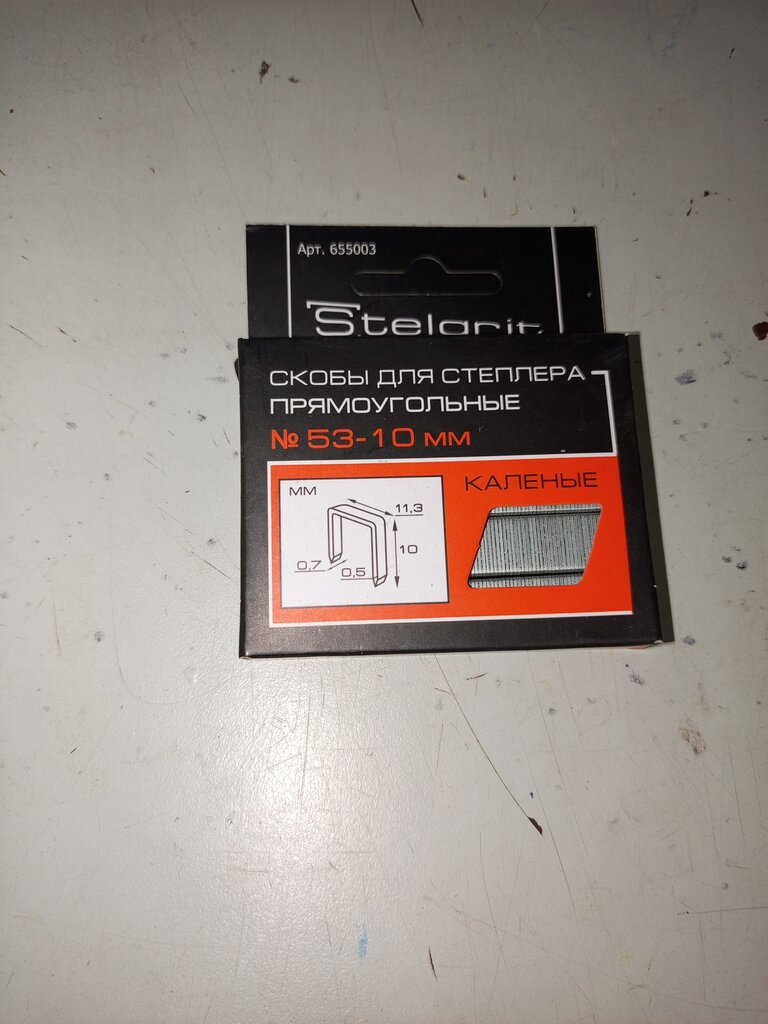 Арт. 655003
Stelgrit
СКОБЫ ДЛЯ СТЕПЛЕРА
ПРЯМОУГОЛЬНЫЕ
№ 53-10 мм
КАЛЕНЫЕ
мм
11,3
10
0,7
0,5